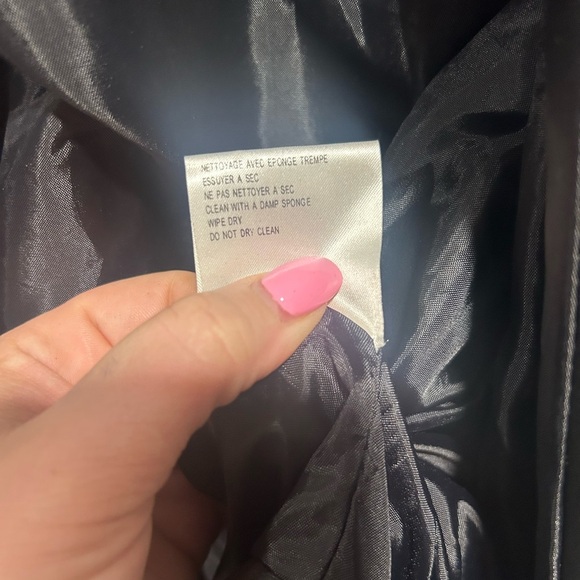 NETTOYAGE AVEC EPONGE TREMPE
ESSUYER A SEC
NE PAS NETTOYER A SEC
CLEAN WITH A DAMP SPONGE
WIPE DRY
DO NOT DRY CLEAN